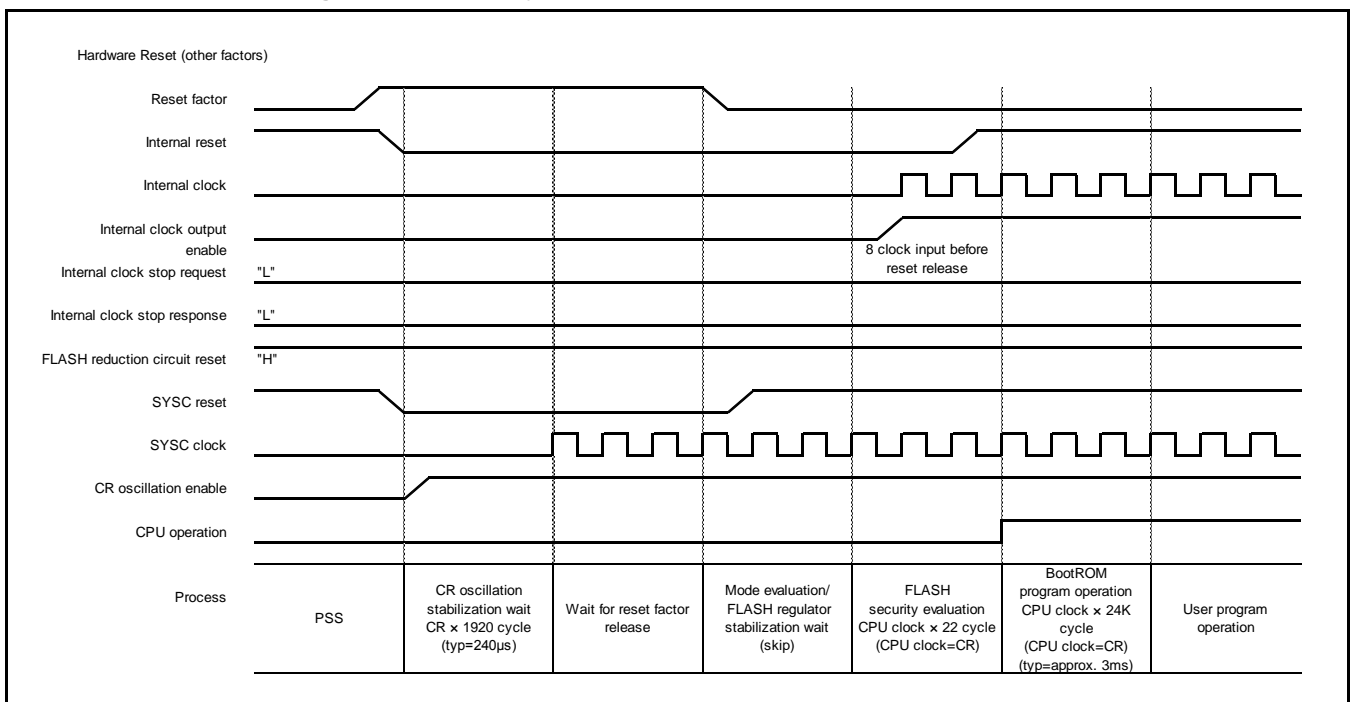 Hardware Reset (other factors)
Reset factor
Internal reset
Internal clock
Internal clock output
enable
8 clock input before
reset release
Internal clock stop request "L"
Internal clock stop response "L"
FLASH reduction circuit reset "H"
SYSC reset
SYSC clock
CR oscillation enable
CPU operation
Process
PSS
CR oscillation
stabilization wait
CR × 1920 cycle
(typ=240µs)
Wait for reset factor
release
Mode evaluation/
FLASH regulator
stabilization wait
(skip)
FLASH
security evaluation
CPU clock × 22 cycle
(CPU clock=CR)
BootROM
program operation
CPU clock × 24K
cycle
(CPU clock=CR)
(typ=approx. 3ms)
User program
operation